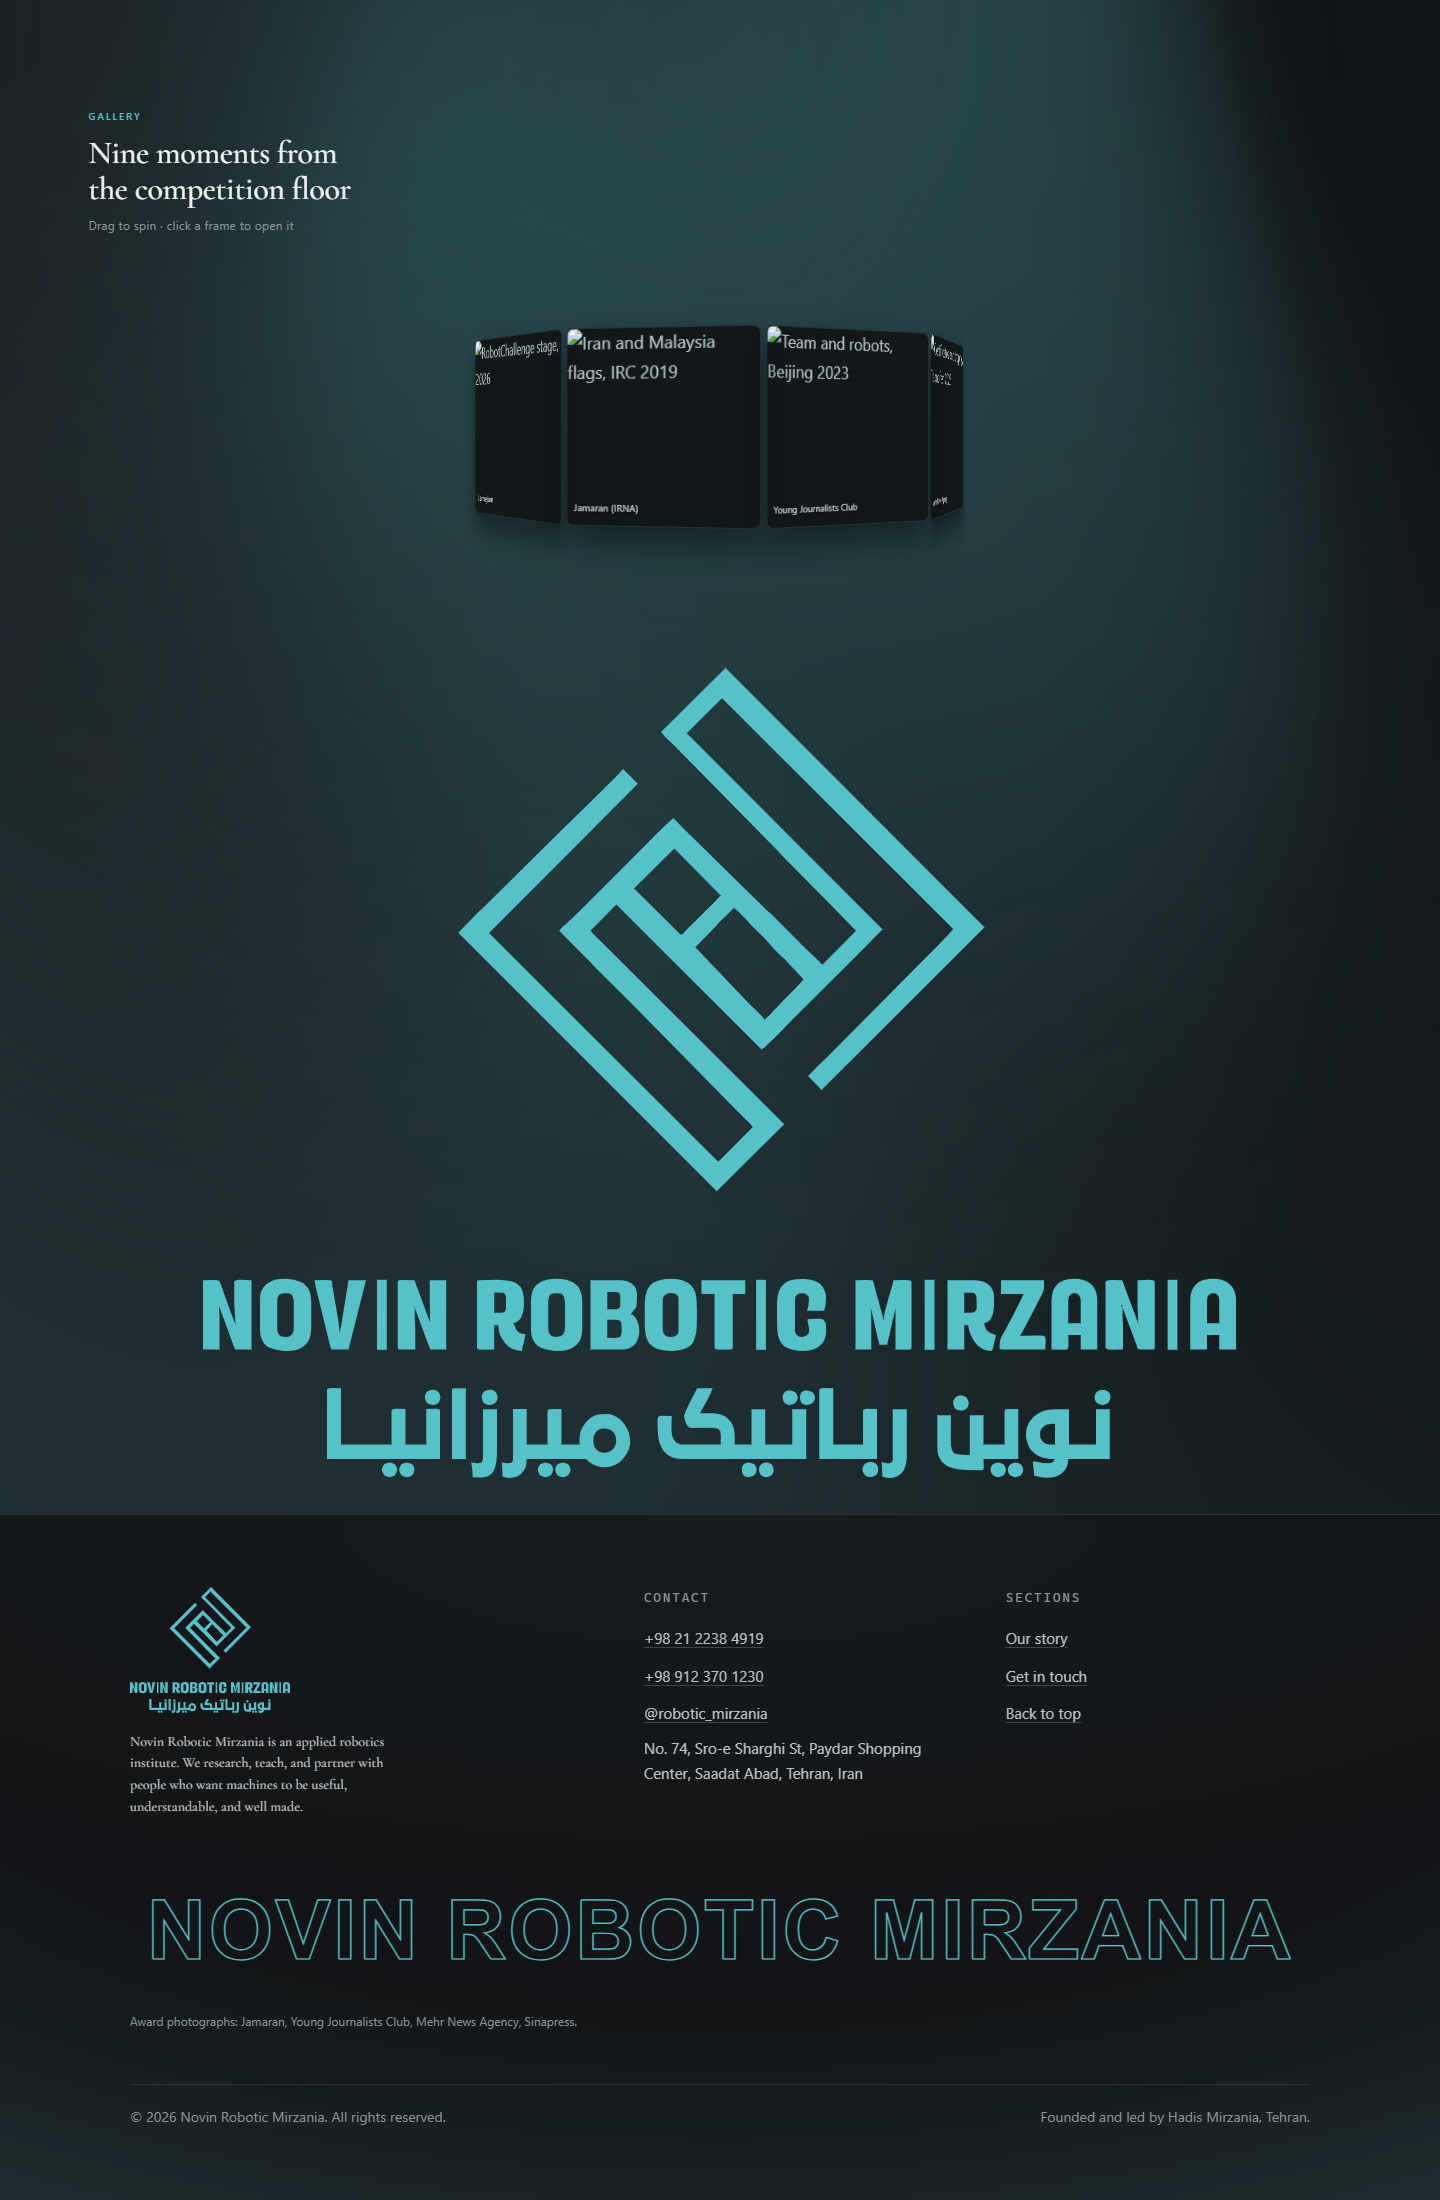 GALLERY
Nine moments from
the competition floor
Drag to spin · click a frame to open it
RobotChallenge stage,
2026
Iran and Malaysia
flags, IRC 2019
Jamaran (IRNA)
Team and robots,
Beijing 2023
Young Journalists Club
NOVIN ROBOTIC MIRZANIA
نوین رباتیک میرزانیا
NOVIN ROBOTIC MIRZANIA
نوین رباتیک میرزانیا
Novin Robotic Mirzania is an applied robotics
institute. We research, teach, and partner with
people who want machines to be useful,
understandable, and well made.
CONTACT
+98 21 2238 4919
+98 912 370 1230
@robotic_mirzania
No. 74, Sro-e Sharghi St, Paydar Shopping
Center, Saadat Abad, Tehran, Iran
SECTIONS
Our story
Get in touch
Back to top
NOVIN ROBOTIC MIRZANIA
Award photographs: Jamaran, Young Journalists Club, Mehr News Agency, Sinapress.
© 2026 Novin Robotic Mirzania. All rights reserved.
Founded and led by Hadis Mirzania, Tehran.